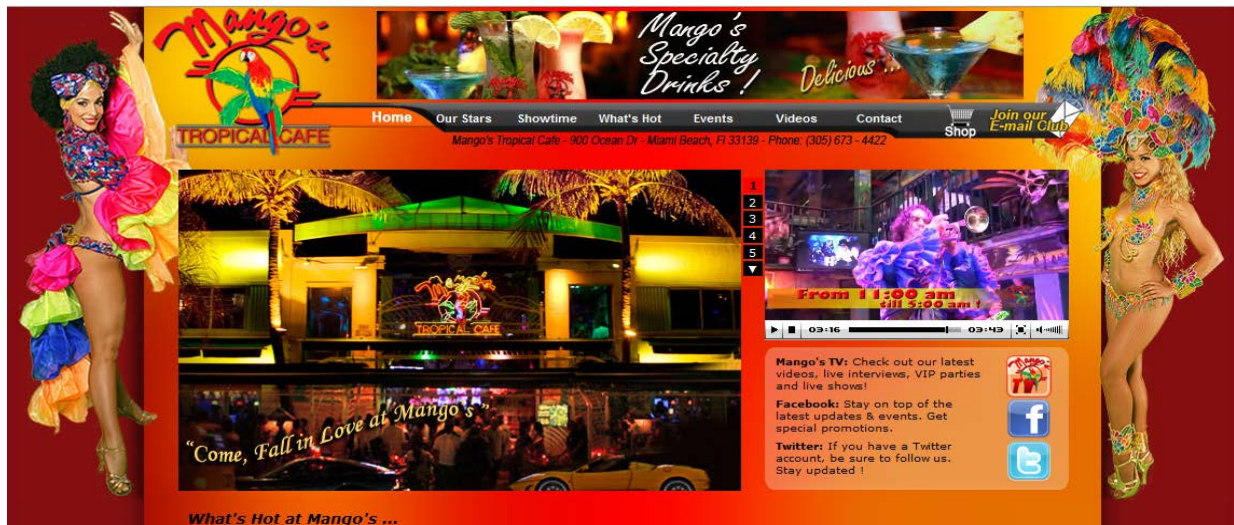 Mango's
TROPICAL CAFE
Mango's
Specialty
Drinks !
Delicious ...
Home
Our Stars
Showtime
What's Hot
Events
Videos
Contact
Shop
Join our
E-mail Club
Mango's Tropical Cafe - 900 Ocean Dr - Miami Beach, Fl 33139 - Phone: (305) 673 - 4422
Mango's
TROPICAL CAFE
"Come, Fall in Love at Mango's"
1
2
3
4
5
From 11:00 am
till 5:00 am !
03:16
03:43
Mango's TV: Check out our latest
videos, live interviews, VIP parties
and live shows!
Mango's
TV
Facebook: Stay on top of the
latest updates & events. Get
special promotions.
f
Twitter: If you have a Twitter
account, be sure to follow us.
Stay updated !
t
What's Hot at Mango's ...